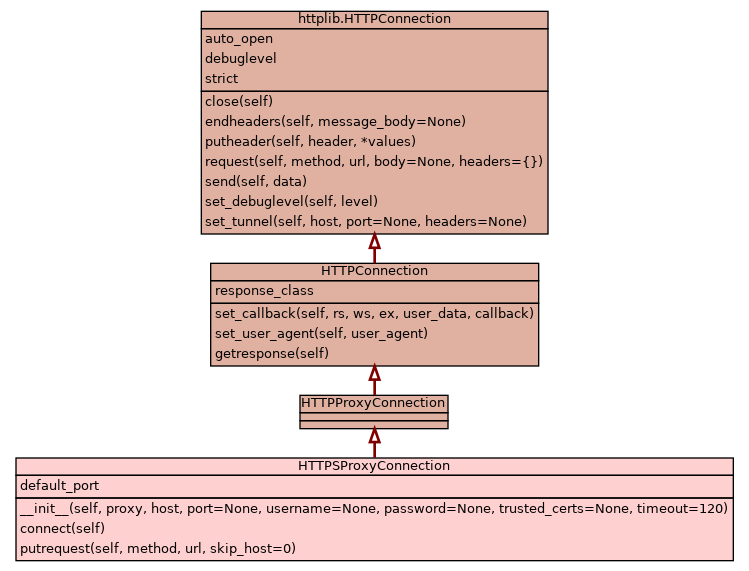 httplib.HTTPConnection
auto_open
debuglevel
strict
close(self)
endheaders(self, message_body=None)
putheader(self, header, *values)
request(self, method, url, body=None, headers={})
send(self, data)
set_debuglevel(self, level)
set_tunnel(self, host, port=None, headers=None)
HTTPConnection
response_class
set_callback(self, rs, ws, ex, user_data, callback)
set_user_agent(self, user_agent)
getresponse(self)
HTTPProxyConnection
HTTPSProxyConnection
default_port
__init__(self, proxy, host, port=None, username=None, password=None, trusted_certs=None, timeout=120)
connect(self)
putrequest(self, method, url, skip_host=0)